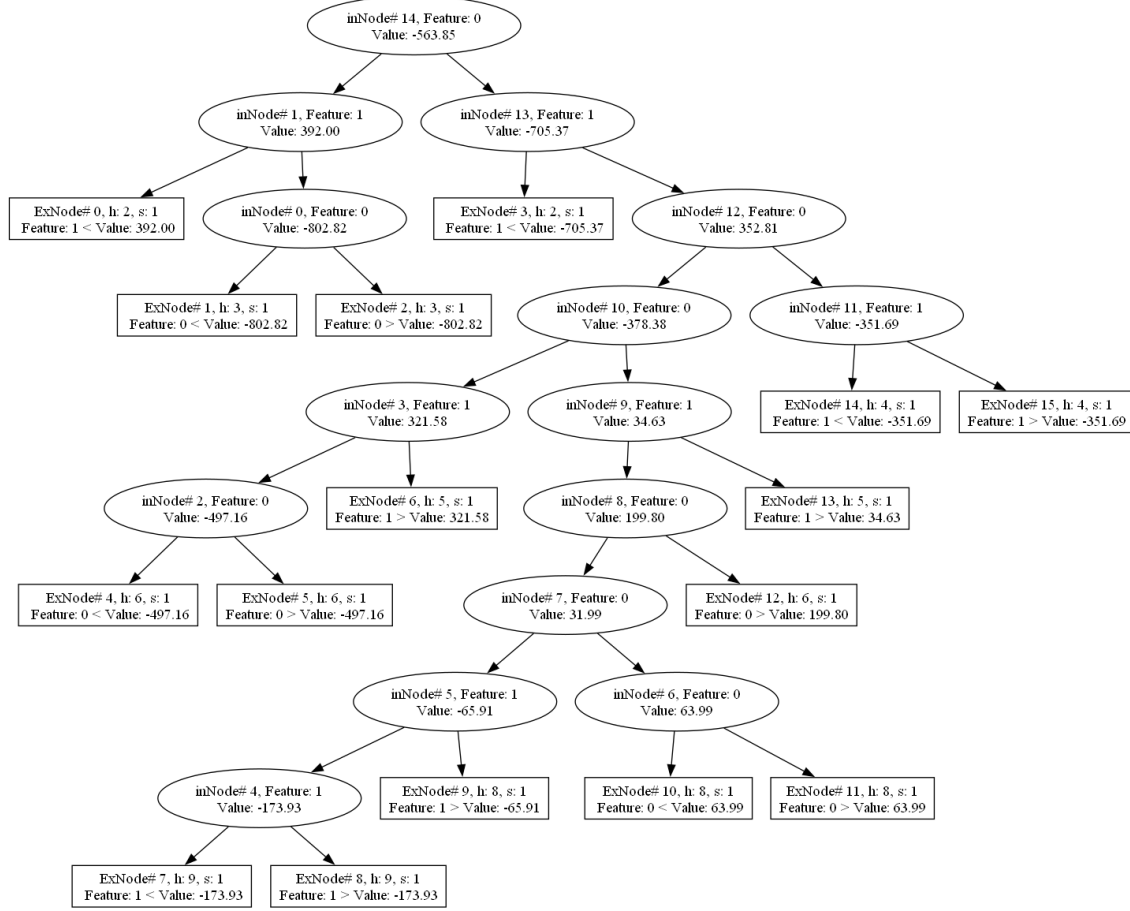 inNode# 14, Feature: 0
Value: -563.85
inNode# 1, Feature: 1
Value: 392.00
inNode# 13, Feature: 1
Value: -705.37
ExNode# 0, h: 2, s: 1
Feature: 1 < Value: 392.00
inNode# 0, Feature: 0
Value: -802.82
ExNode# 3, h: 2, s: 1
Feature: 1 < Value: -705.37
inNode# 12, Feature: 0
Value: 352.81
ExNode# 1, h: 3, s: 1
Feature: 0 < Value: -802.82
ExNode# 2, h: 3, s: 1
Feature: 0 > Value: -802.82
inNode# 10, Feature: 0
Value: -378.38
inNode# 11, Feature: 1
Value: -351.69
inNode# 3, Feature: 1
Value: 321.58
inNode# 9, Feature: 1
Value: 34.63
ExNode# 14, h: 4, s: 1
Feature: 1 < Value: -351.69
ExNode# 15, h: 4, s: 1
Feature: 1 > Value: -351.69
inNode# 2, Feature: 0
Value: -497.16
ExNode# 6, h: 5, s: 1
Feature: 1 > Value: 321.58
inNode# 8, Feature: 0
Value: 199.80
ExNode# 13, h: 5, s: 1
Feature: 1 > Value: 34.63
ExNode# 4, h: 6, s: 1
Feature: 0 < Value: -497.16
ExNode# 5, h: 6, s: 1
Feature: 0 > Value: -497.16
inNode# 7, Feature: 0
Value: 31.99
ExNode# 12, h: 6, s: 1
Feature: 0 > Value: 199.80
inNode# 5, Feature: 1
Value: -65.91
inNode# 6, Feature: 0
Value: 63.99
inNode# 4, Feature: 1
Value: -173.93
ExNode# 9, h: 8, s: 1
Feature: 1 > Value: -65.91
ExNode# 10, h: 8, s: 1
Feature: 0 < Value: 63.99
ExNode# 11, h: 8, s: 1
Feature: 0 > Value: 63.99
ExNode# 7, h: 9, s: 1
Feature: 1 < Value: -173.93
ExNode# 8, h: 9, s: 1
Feature: 1 > Value: -173.93